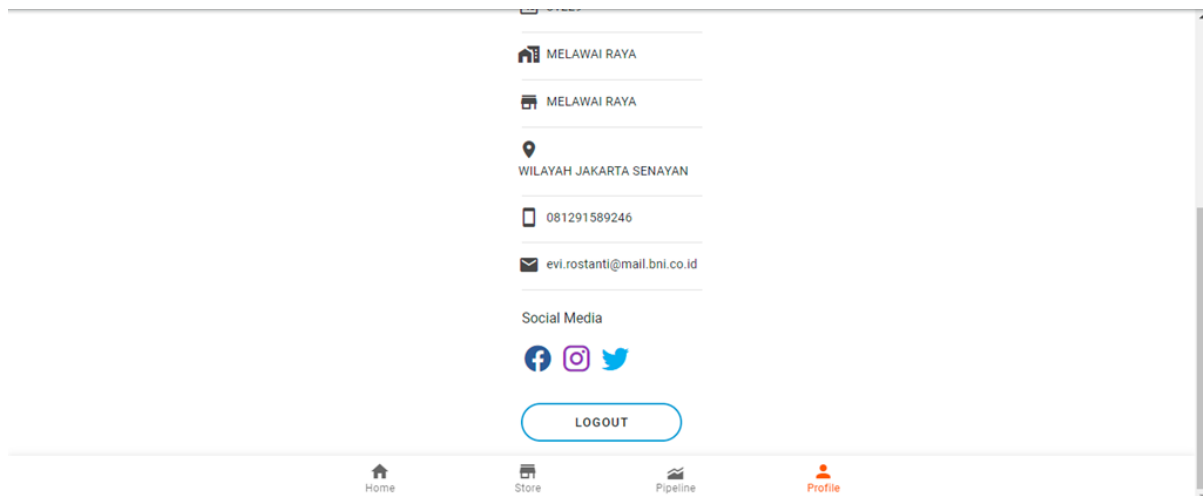 MELAWAI RAYA
MELAWAI RAYA
WILAYAH JAKARTA SENAYAN
081291589246
evi.rostanti@mail.bni.co.id
Social Media
LOGOUT
Home
Store
Pipeline
Profile